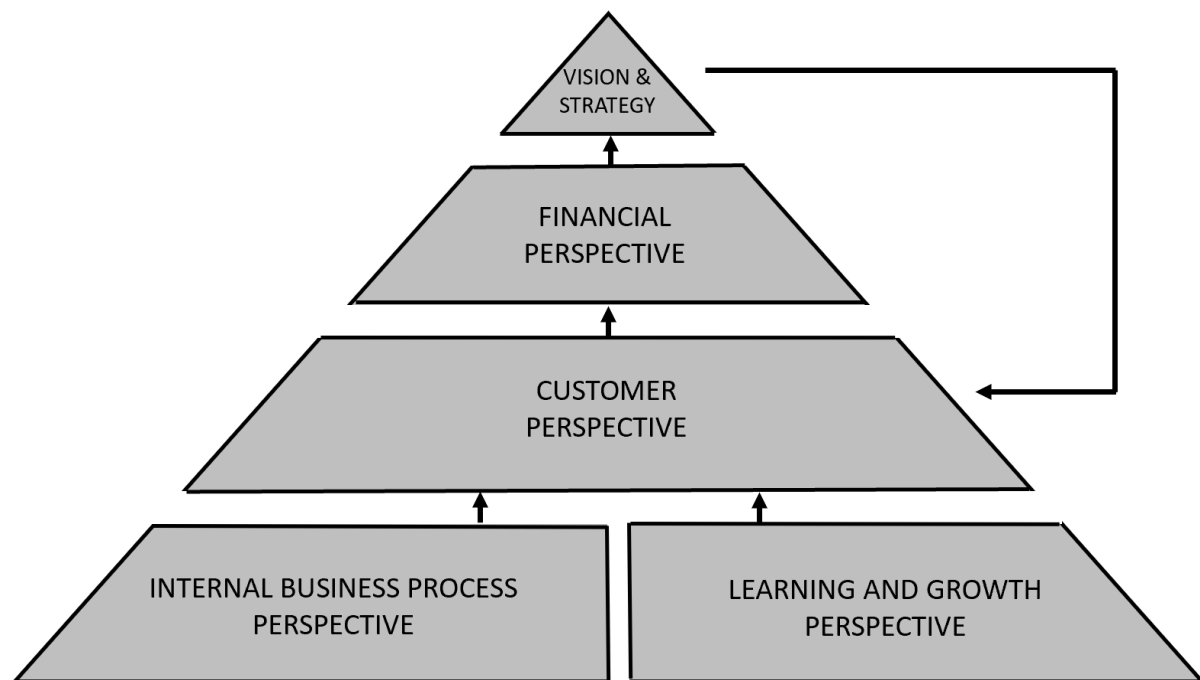 VISION &
STRATEGY
FINANCIAL
PERSPECTIVE
CUSTOMER
PERSPECTIVE
INTERNAL BUSINESS PROCESS
PERSPECTIVE
LEARNING AND GROWTH
PERSPECTIVE